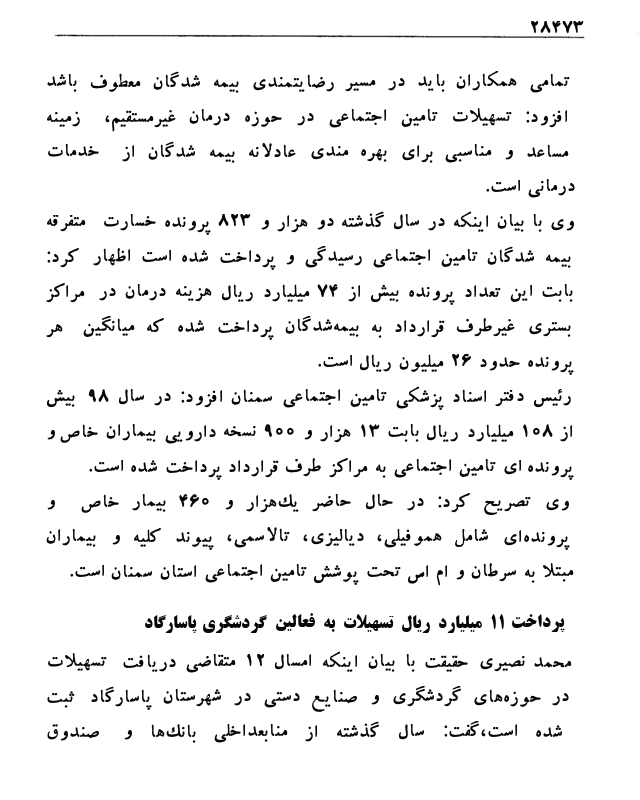 ۲۸۴۷۳
تمامی همکاران باید در مسیر رضایتمندی بیمه شدگان معطوف باشد
افزود: تسهیلات تامین اجتماعی در حوزه درمان غیرمستقیم، زمینه
مساعد و مناسبی برای بهره مندی عادلانه بیمه شدگان از خدمات
درمانی است.
وی با بیان اینکه در سال گذشته دو هزار و ۸۲۳ پرونده خسارت متفرقه
بیمه شدگان تامین اجتماعی رسیدگی و پرداخت شده است اظهار کرد:
بابت این تعداد پرونده بیش از ۷۴ میلیارد ریال هزینه درمان در مراکز
بستری غیرطرف قرارداد به بیمه‌شدگان پرداخت شده که میانگین هر
پرونده حدود ۲۶ میلیون ریال است.
رئیس دفتر اسناد پزشکی تامین اجتماعی سمنان افزود: در سال ۹۸ بیش
از ۱۰۸ میلیارد ریال بابت ۱۳ هزار و ۹۰۰ نسخه دارویی بیماران خاص و
پرونده ای تامین اجتماعی به مراکز طرف قرارداد پرداخت شده است.
وی تصریح کرد: در حال حاضر یك‌هزار و ۴۶۰ بیمار خاص و
پرونده‌ای شامل هموفیلی، دیالیزی، تالاسمی، پیوند کلیه و بیماران
مبتلا به سرطان و ام اس تحت پوشش تامین اجتماعی استان سمنان است.
پرداخت ۱۱ میلیارد ریال تسهیلات به فعالین گردشگری پاسارگاد
محمد نصیری حقیقت با بیان اینکه امسال ۱۲ متقاضی دریافت تسهیلات
در حوزه‌های گردشگری و صنایع دستی در شهرستان پاسارگاد ثبت
شده است،گفت: سال گذشته از منابعداخلی بانك‌ها و صندوق